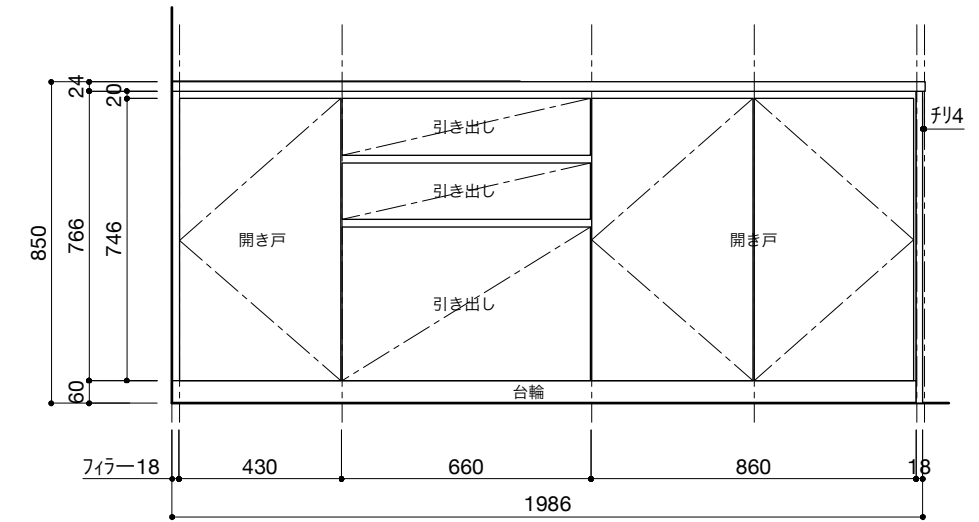 24
20
850
766
746
60
チリ4
引き出し
引き出し
開き戸
開き戸
引き出し
台輪
フィラー18
430
660
860
18
1986